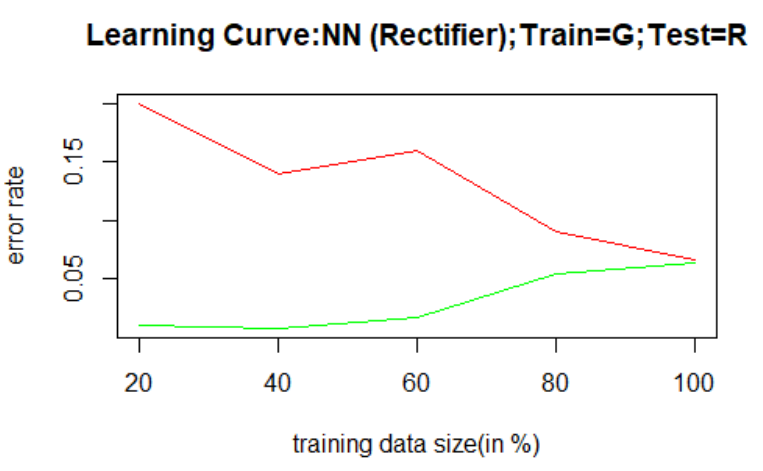 Learning Curve:NN (Rectifier);Train=G;Test=R
error rate
0.15
0.05
20 40 60 80 100
training data size(in %)